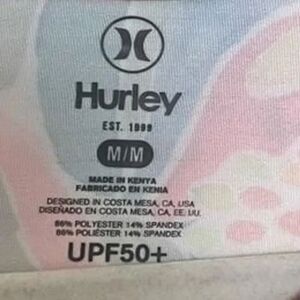 Hurley
EST. 1999
M/M
MADE IN KENYA
FABRICADO EN KENIA
DESIGNED IN COSTA MESA, CA, USA
DISEÑADO EN COSTA MESA, CA, EE. UU.
86% POLYESTER 14% SPANDEX
86% POLIÉSTER 14% SPANDEX
UPF50+